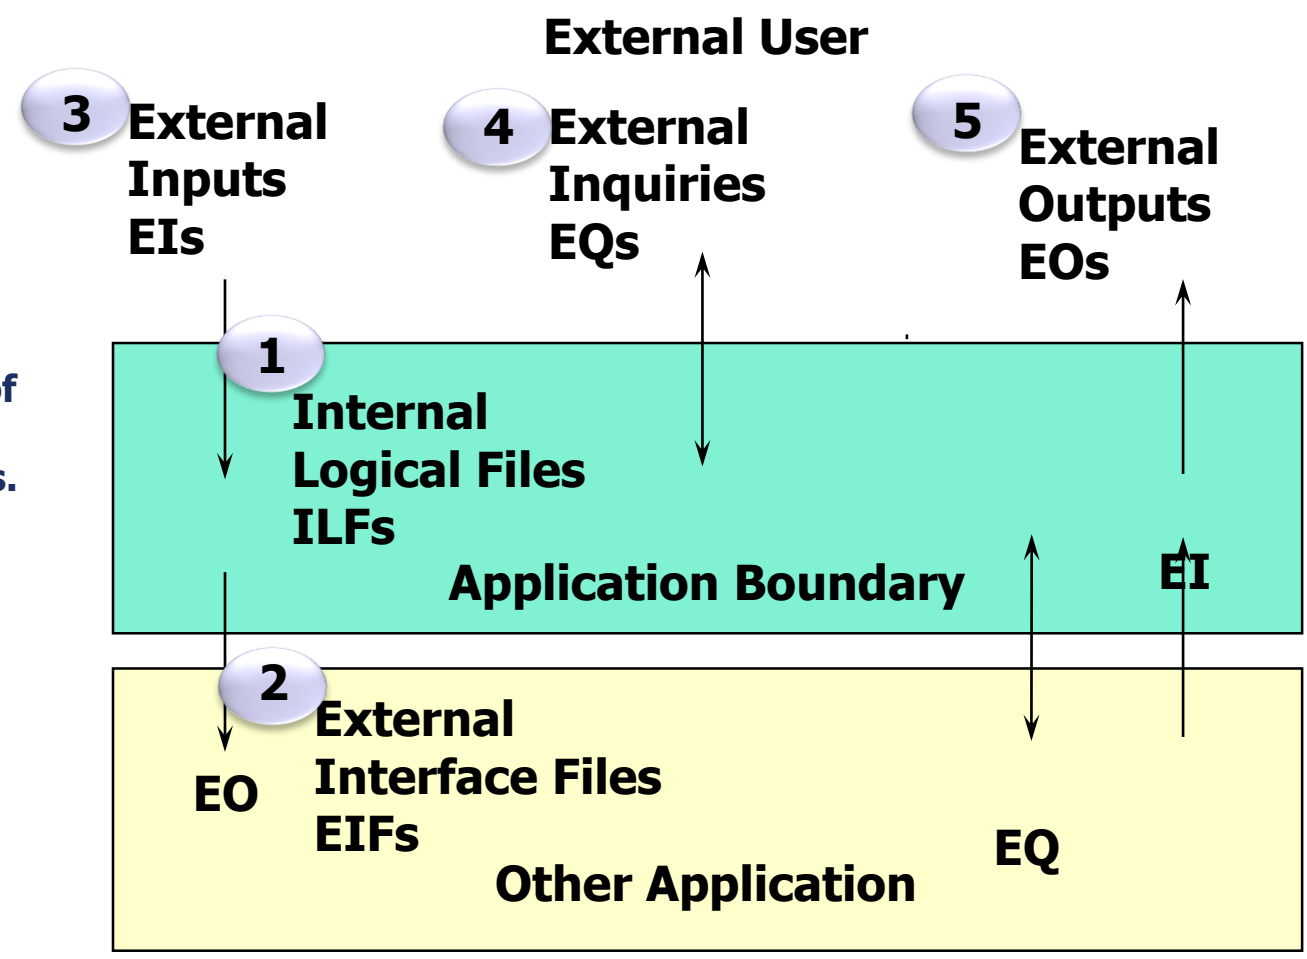 External User
3
External
Inputs
EIs
4
External
Inquiries
EQs
5
External
Outputs
EOs
of
s.
1
Internal
Logical Files
ILFs
Application Boundary
EI
2
External
Interface Files
EIFs
EO
EQ
Other Application